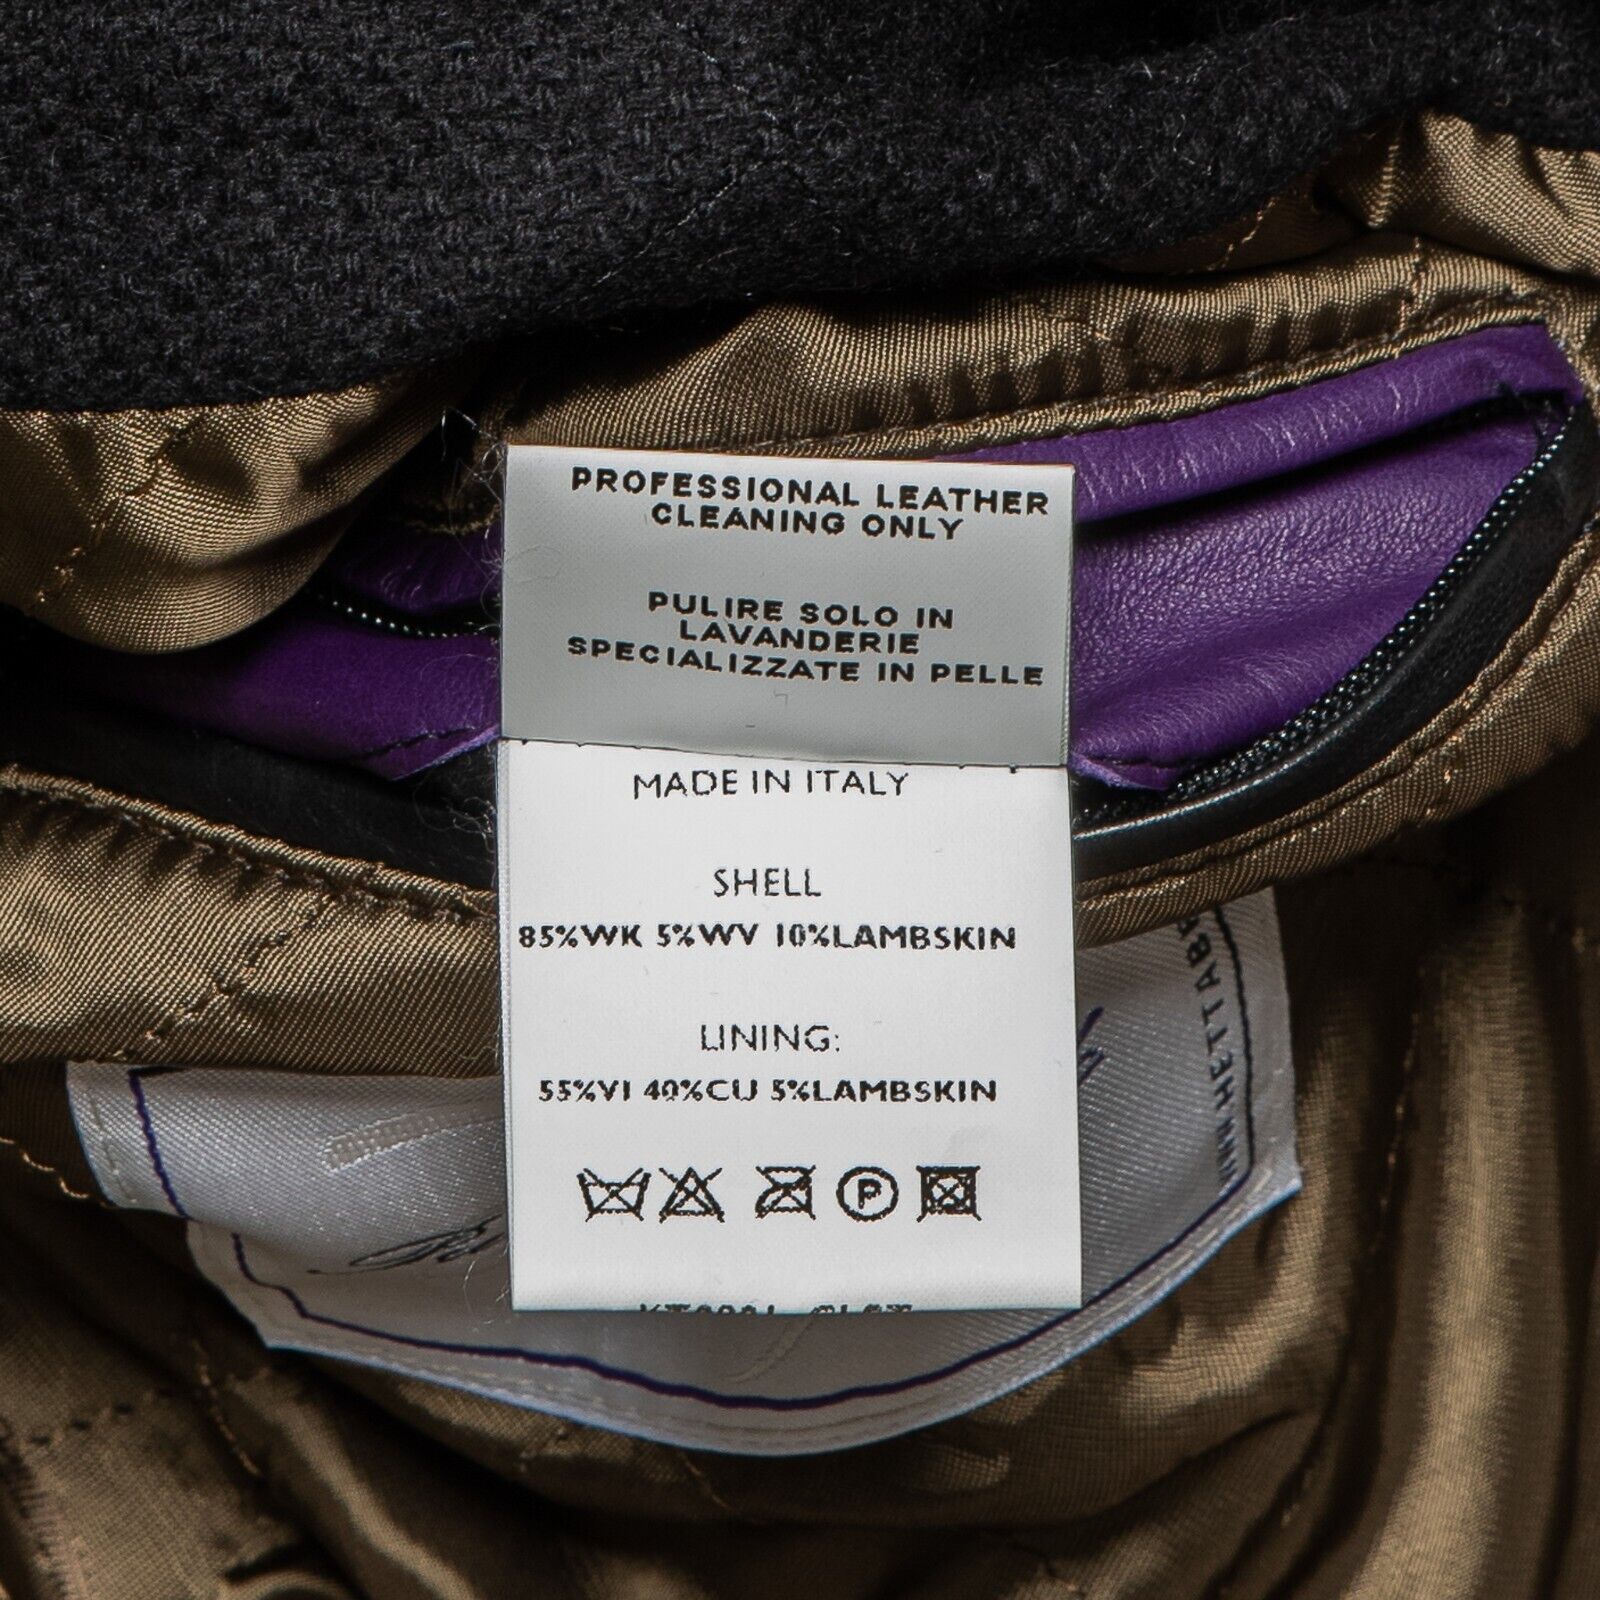 PROFESSIONAL LEATHER
CLEANING ONLY
PULIRE SOLO IN
LAVANDERIE
SPECIALIZZATE IN PELLE
MADE IN ITALY
SHELL
85%WK 5%WV 10%LAMBSKIN
LINING:
55%VI 40%CU 5%LAMBSKIN
P